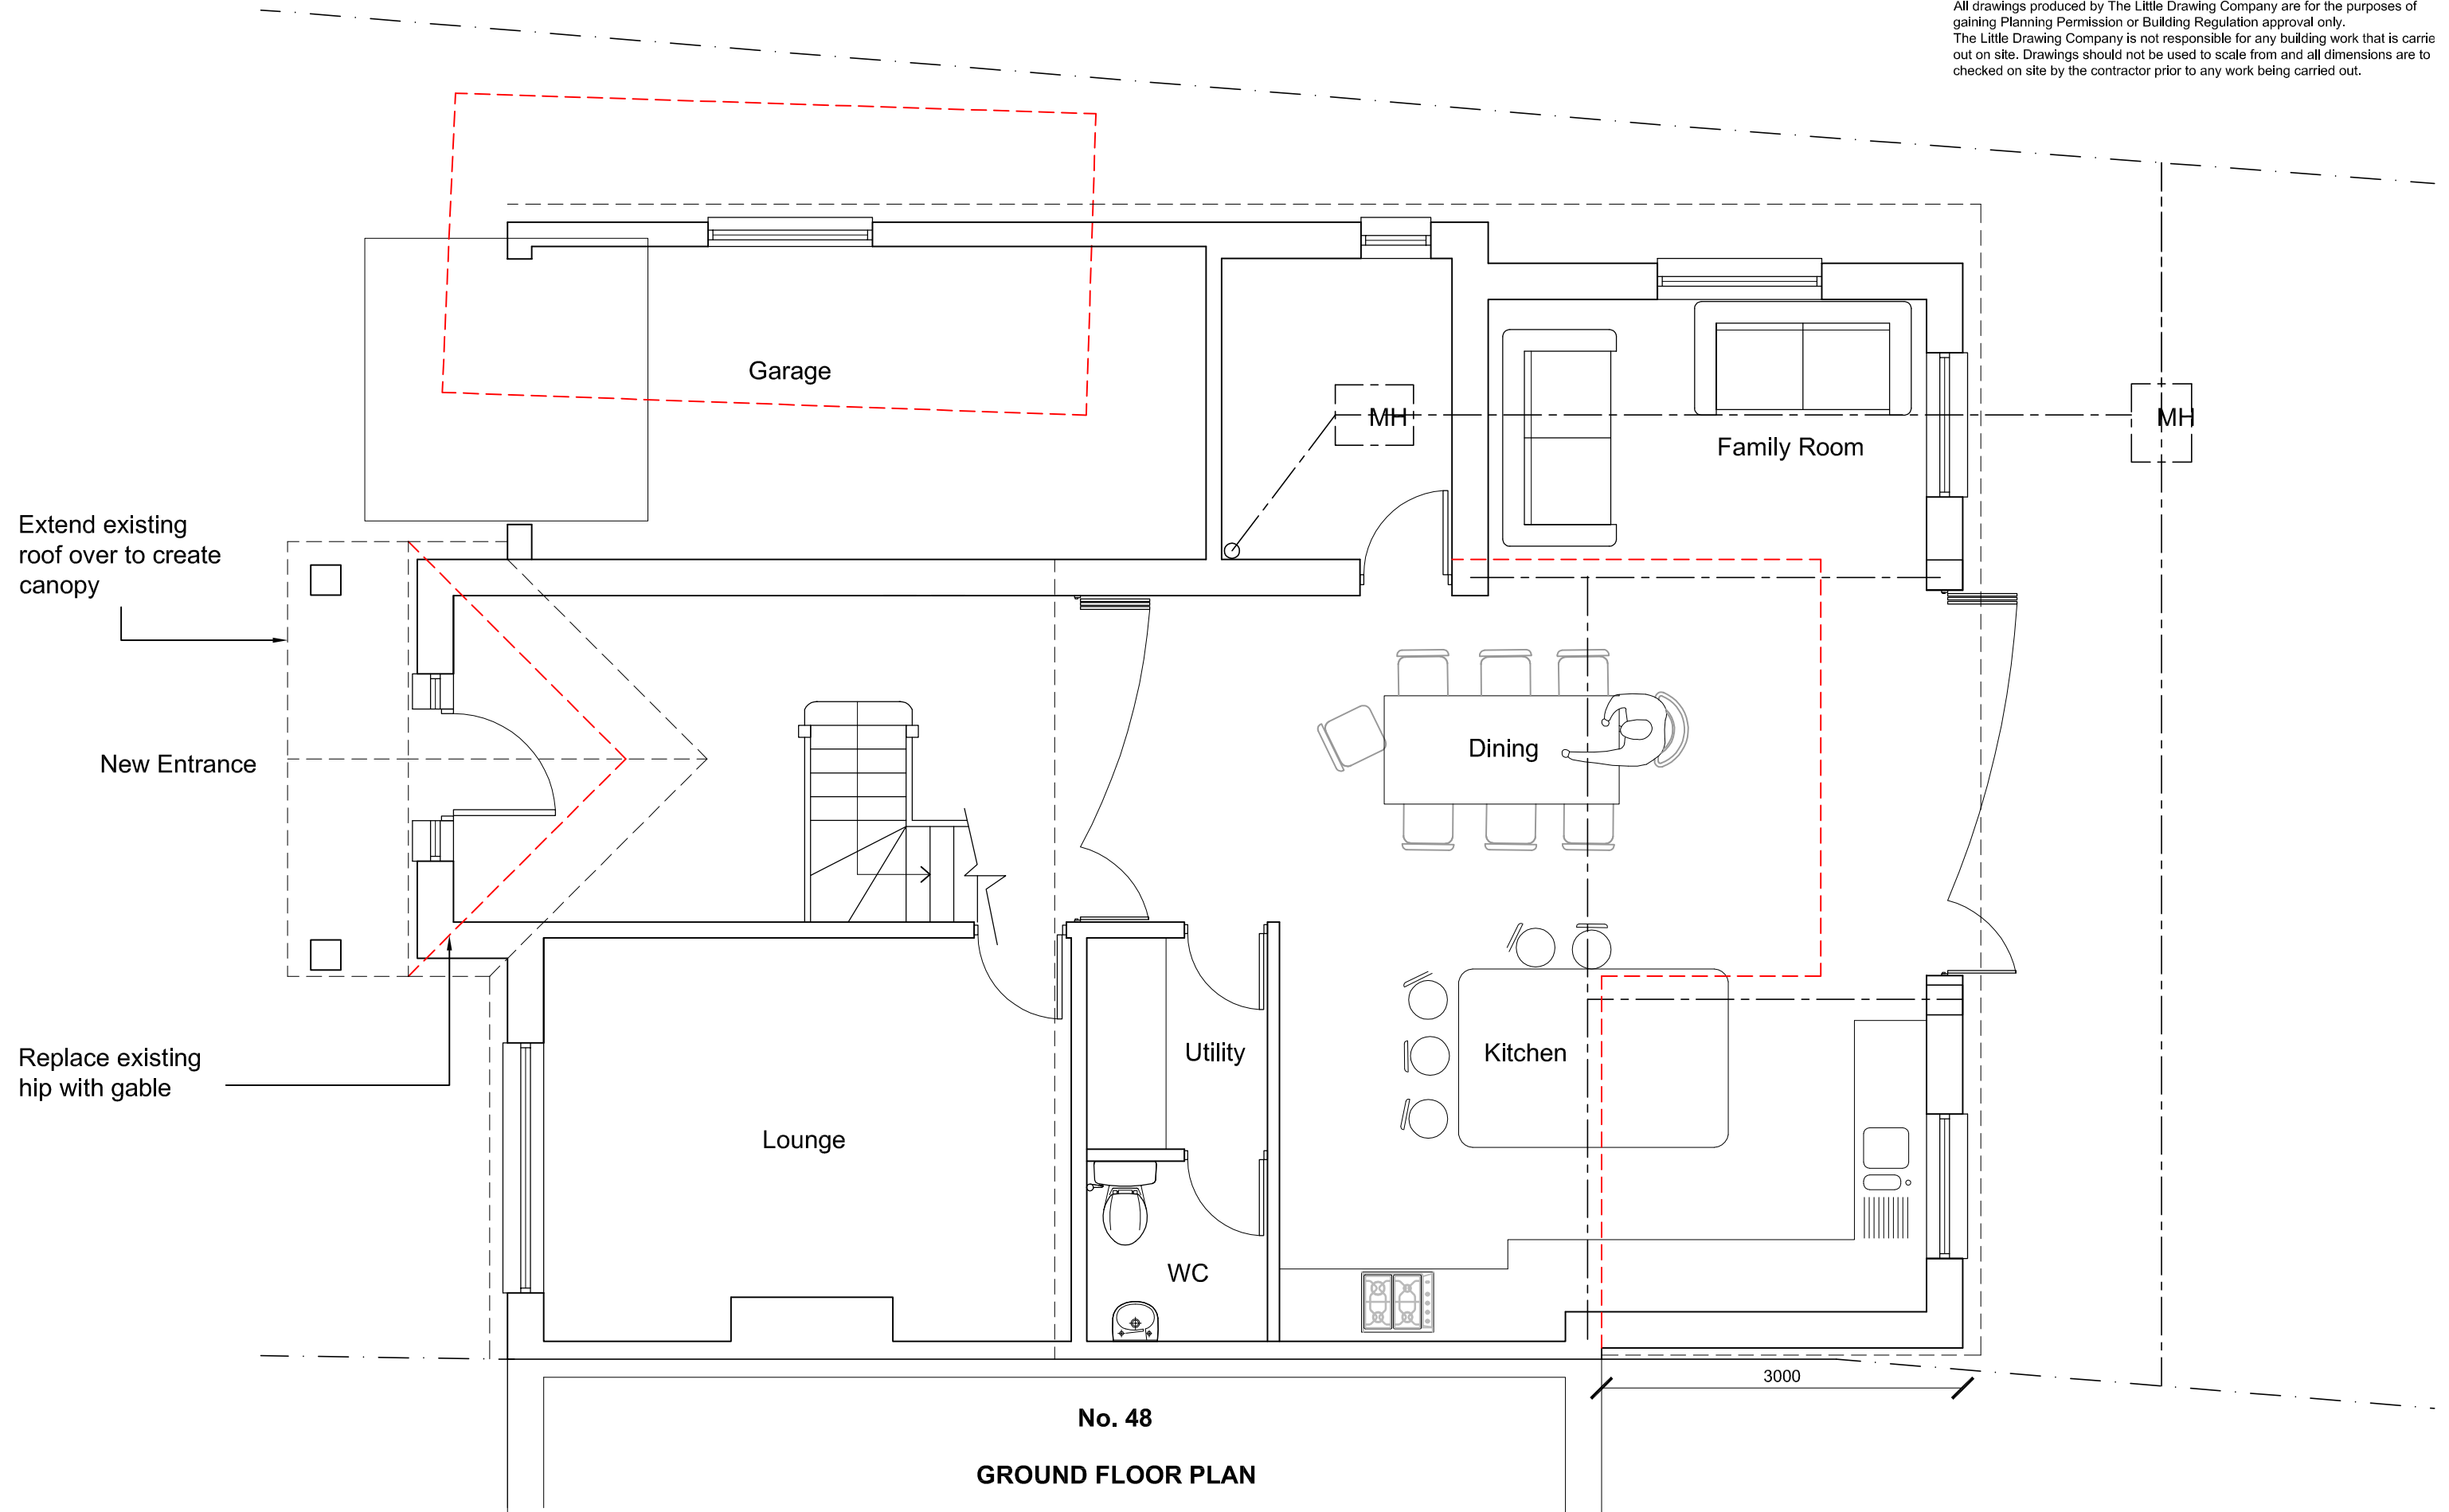 All drawings produced by The Little Drawing Company are for the purposes of
gaining Planning Permission or Building Regulation approval only.
The Little Drawing Company is not responsible for any building work that is carrie
out on site. Drawings should not be used to scale from and all dimensions are to
checked on site by the contractor prior to any work being carried out.
Garage
MH
MH
Family Room
Extend existing
roof over to create
canopy
New Entrance
Dining
Replace existing
hip with gable
Utility
Kitchen
Lounge
WC
3000
No. 48
GROUND FLOOR PLAN